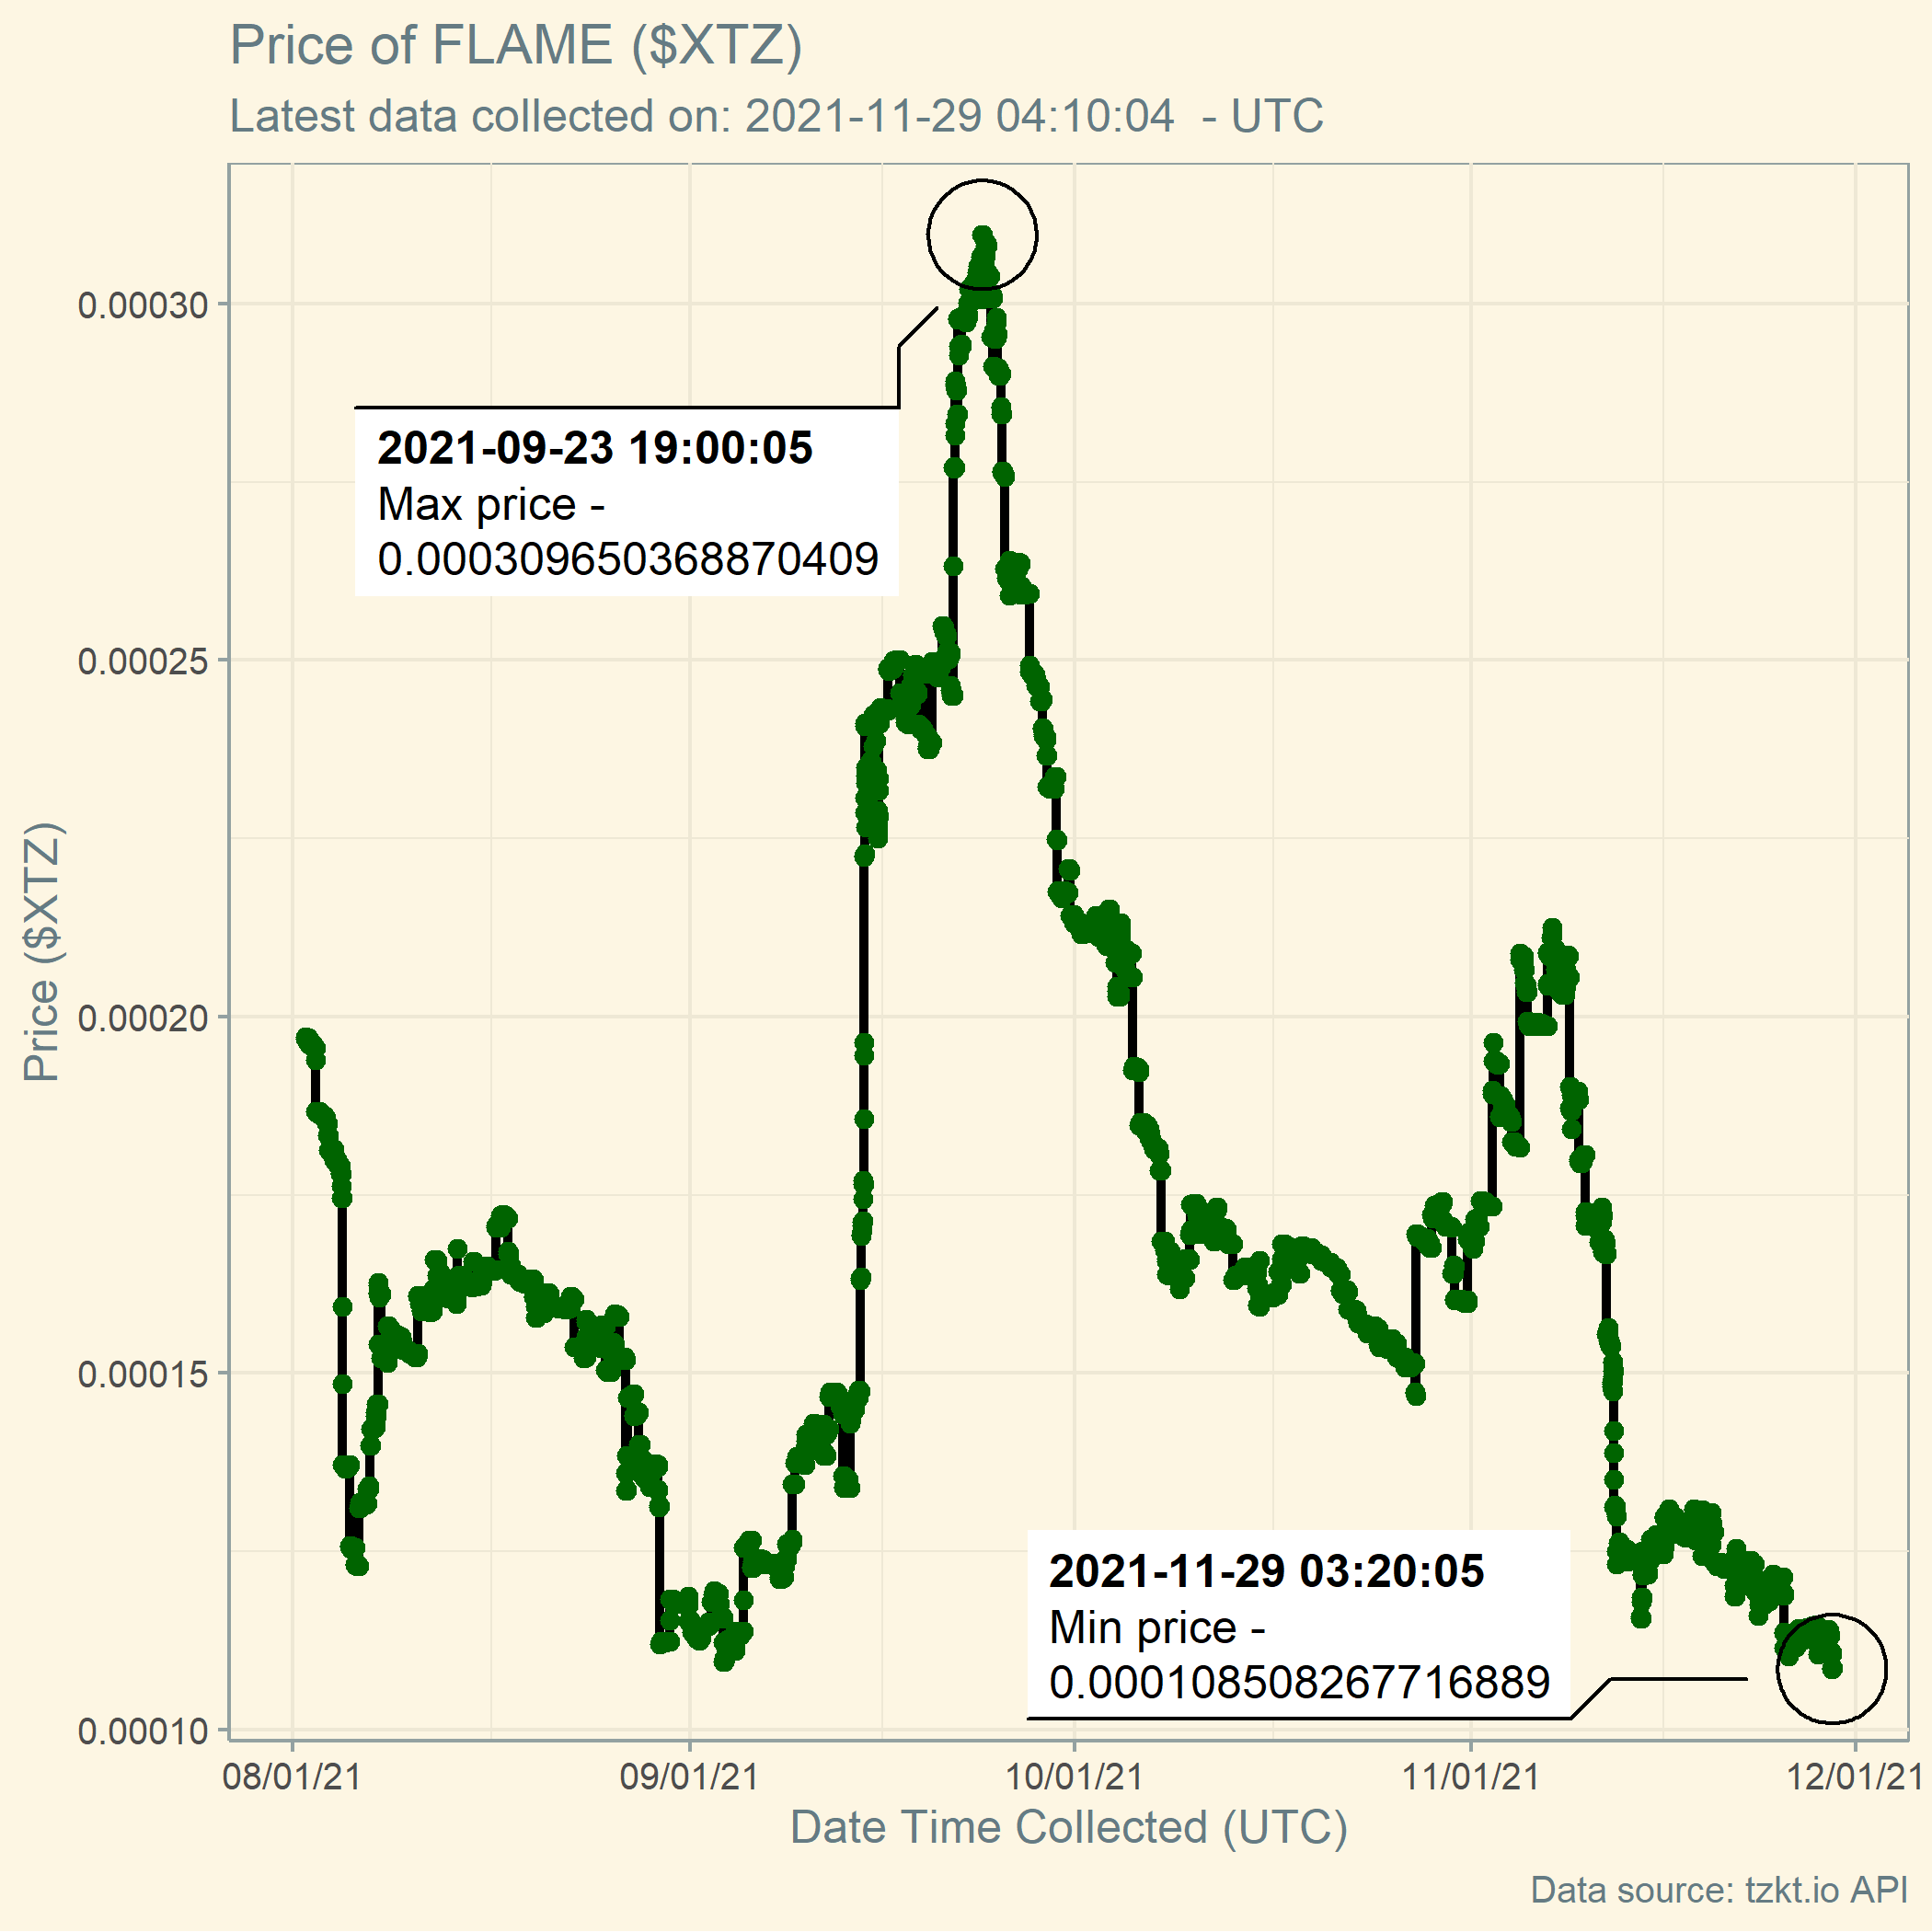 Price of FLAME ($XTZ)
Latest data collected on: 2021-11-29 04:10:04  - UTC
0.00030
0.00025
0.00020
0.00015
0.00010
Price ($XTZ)
2021-09-23 19:00:05
Max price -
0.000309650368870409
2021-11-29 03:20:05
Min price -
0.000108508267716889
08/01/21
09/01/21
10/01/21
11/01/21
12/01/21
Date Time Collected (UTC)
Data source: tzkt.io API